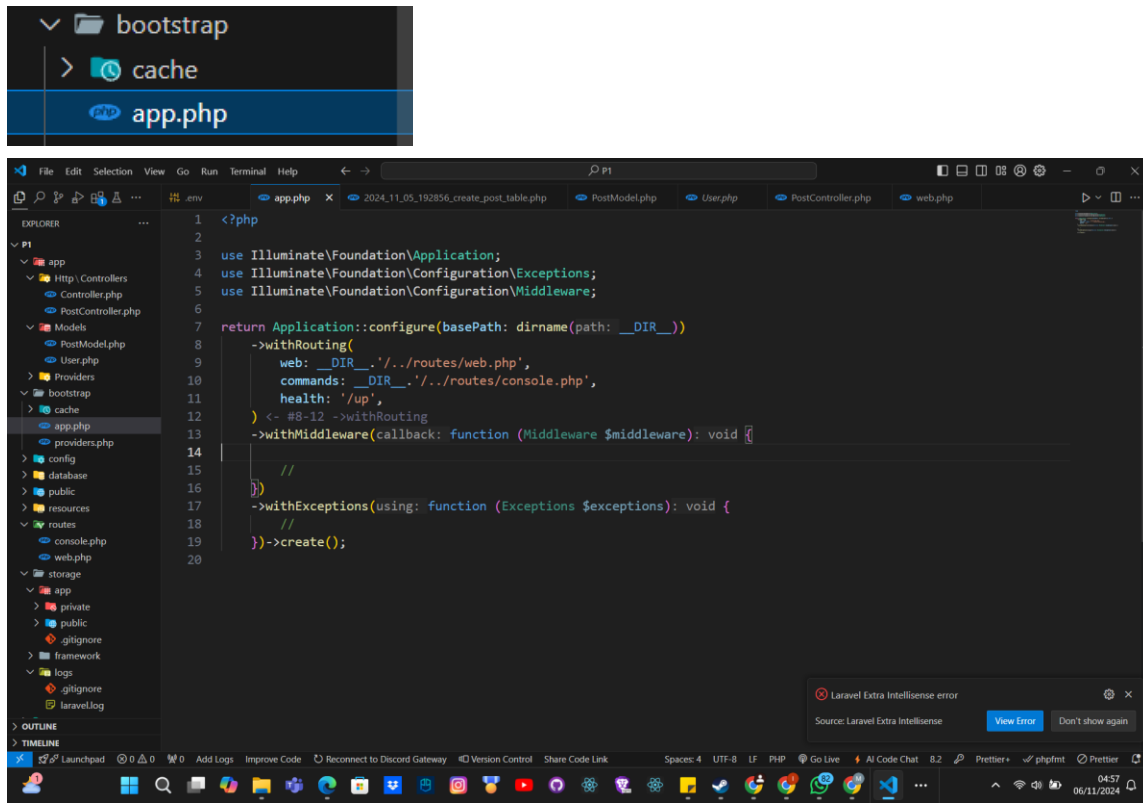 bootstrap
cache
app.php
File Edit Selection View Go Run Terminal Help
P1
.env
app.php
2024_11_05_192856_create_post_table.php
PostModel.php
User.php
PostController.php
web.php
EXPLORER
P1
app
Http \ Controllers
Controller.php
PostController.php
Models
PostModel.php
User.php
Providers
bootstrap
cache
app.php
providers.php
config
database
public
resources
routes
console.php
web.php
storage
app
private
public
.gitignore
framework
logs
.gitignore
laravel.log
OUTLINE
TIMELINE
1 <?php
2
3 use Illuminate\Foundation\Application;
4 use Illuminate\Foundation\Configuration\Exceptions;
5 use Illuminate\Foundation\Configuration\Middleware;
6
7 return Application::configure(basePath: dirname(path: __DIR__))
8 ->withRouting(
9 web: __DIR__.'/../routes/web.php',
10 commands: __DIR__.'/../routes/console.php',
11 health: '/up',
12 ) <- #8-12 ->withRouting
13 ->withMiddleware(callback: function (Middleware $middleware): void {
14
15 //
16 })
17 ->withExceptions(using: function (Exceptions $exceptions): void {
18 //
19 })->create();
20
Laravel Extra Intellisense error
Source: Laravel Extra Intellisense
View Error
Don't show again
Launchpad 0 0 0 Add Logs Improve Code Reconnect to Discord Gateway Version Control Share Code Link Spaces: 4 UTF-8 LF PHP Go Live AI Code Chat 8.2 Prettier+ phpfmt Prettier
1
82
04:57
06/11/2024